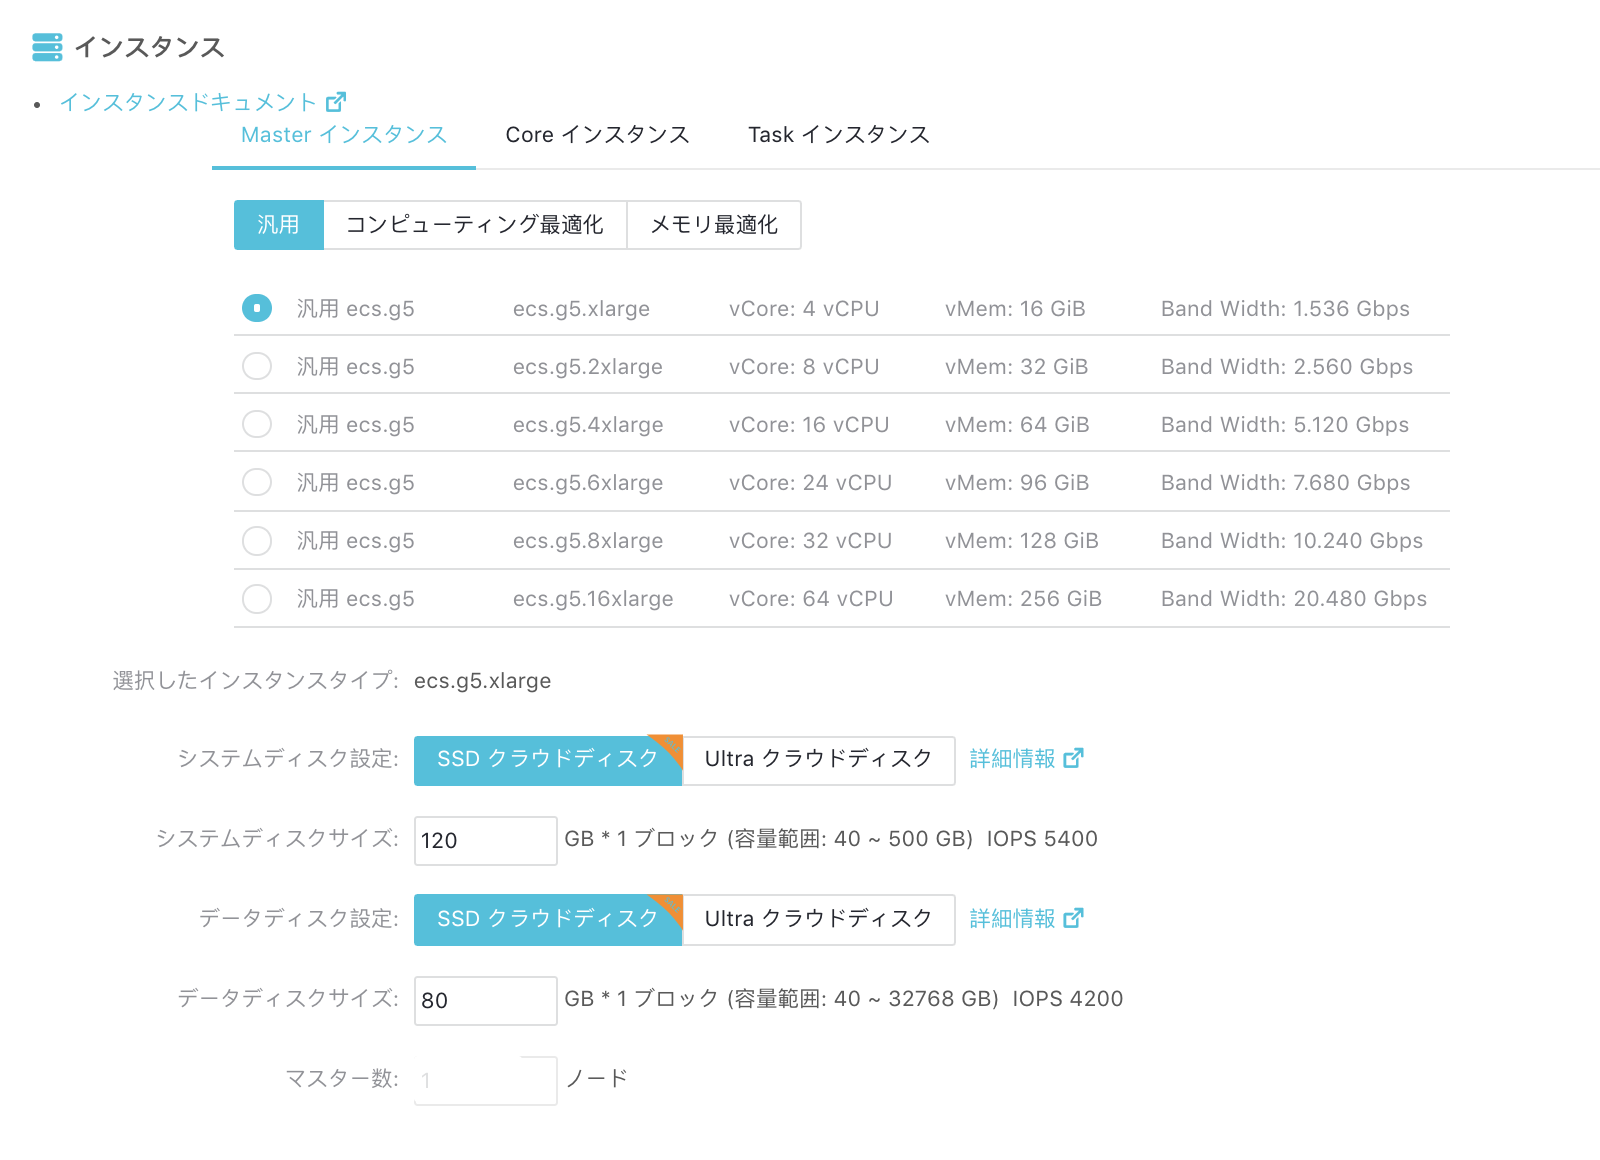 インスタンス
• インスタンスドキュメント
Master インスタンス Core インスタンス Task インスタンス
汎用 コンピューティング最適化 メモリ最適化
汎用 ecs.g5 ecs.g5.xlarge vCore: 4 vCPU vMem: 16 GiB Band Width: 1.536 Gbps
汎用 ecs.g5 ecs.g5.2xlarge vCore: 8 vCPU vMem: 32 GiB Band Width: 2.560 Gbps
汎用 ecs.g5 ecs.g5.4xlarge vCore: 16 vCPU vMem: 64 GiB Band Width: 5.120 Gbps
汎用 ecs.g5 ecs.g5.6xlarge vCore: 24 vCPU vMem: 96 GiB Band Width: 7.680 Gbps
汎用 ecs.g5 ecs.g5.8xlarge vCore: 32 vCPU vMem: 128 GiB Band Width: 10.240 Gbps
汎用 ecs.g5 ecs.g5.16xlarge vCore: 64 vCPU vMem: 256 GiB Band Width: 20.480 Gbps
選択したインスタンスタイプ: ecs.g5.xlarge
システムディスク設定: SSD クラウドディスク Ultra クラウドディスク 詳細情報
システムディスクサイズ: 120 GB * 1 ブロック (容量範囲: 40 ~ 500 GB) IOPS 5400
データディスク設定: SSD クラウドディスク Ultra クラウドディスク 詳細情報
データディスクサイズ: 80 GB * 1 ブロック (容量範囲: 40 ~ 32768 GB) IOPS 4200
マスター数: 1 ノード